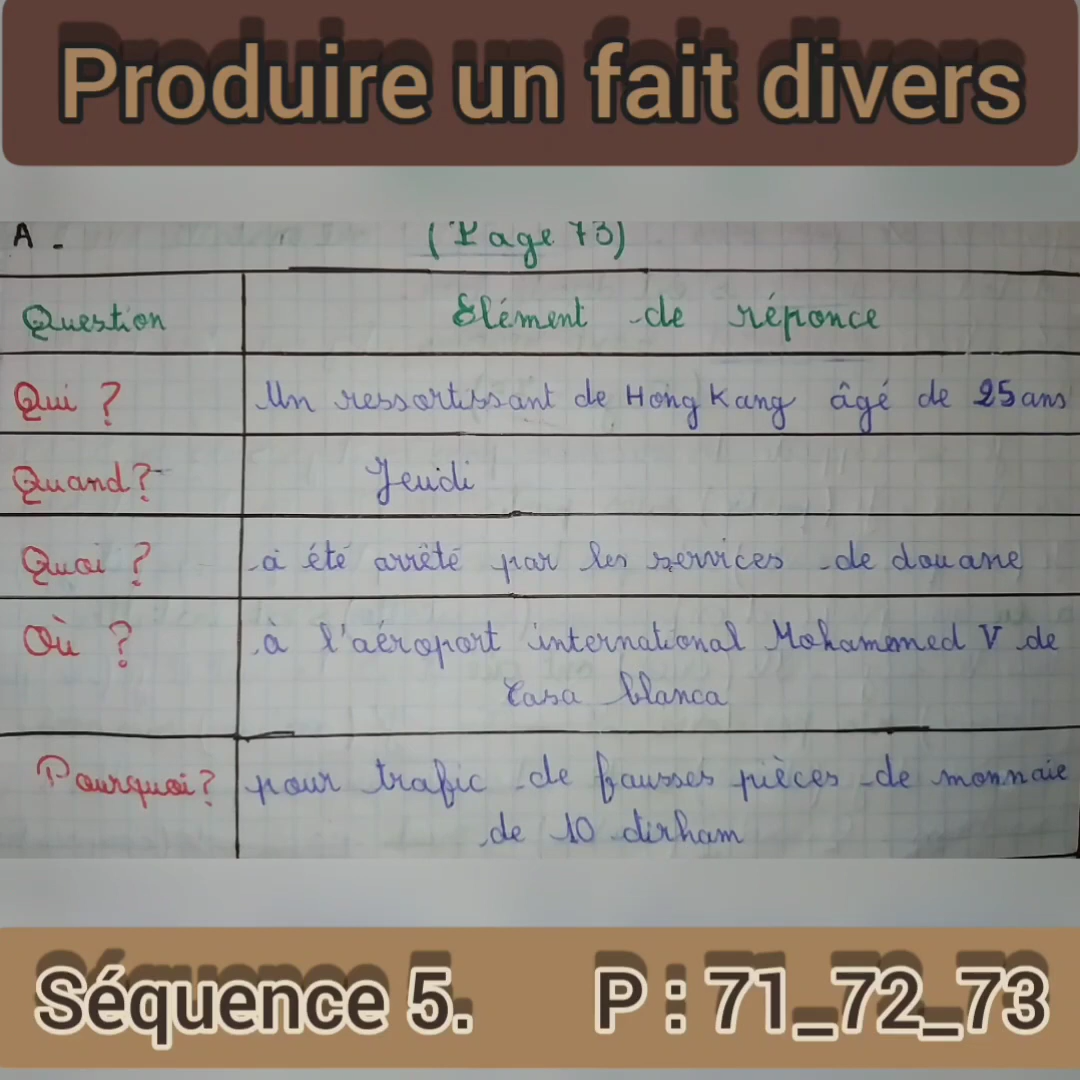 Produire un fait divers
A. (Page 73)
Question Elément de réponce
Qui ? Un ressortissant de Hong Kang âgé de 25 ans
Quand ? Jeudi
Quoi ? a été arrêté par les services de douane
Où ? à l'aéroport international Mohammed V de
Casa blanca
Pourquoi ? pour trafic de fausses pièces de monnaie
de 10 dirham
Séquence 5. P : 71_72_73